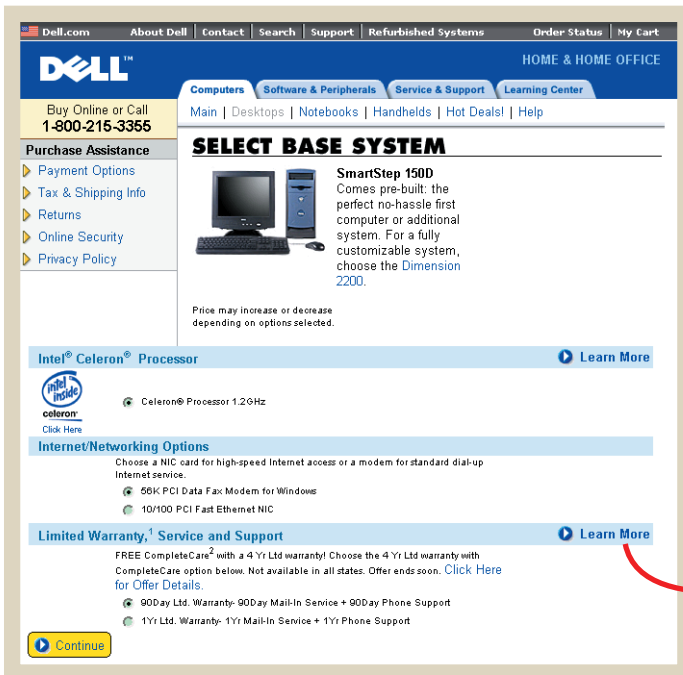 Dell.com About Dell | Contact | Search | Support | Refurbished Systems Order Status | My Cart
DELL™
HOME & HOME OFFICE
Computers Software & Peripherals Service & Support Learning Center
Main | Desktops | Notebooks | Handhelds | Hot Deals! | Help
Buy Online or Call
1-800-215-3355
Purchase Assistance
Payment Options
Tax & Shipping Info
Returns
Online Security
Privacy Policy
SELECT BASE SYSTEM
SmartStep 150D
Comes pre-built: the
perfect no-hassle first
computer or additional
system. For a fully
customizable system,
choose the Dimension
2200.
Price may increase or decrease
depending on options selected.
Intel® Celeron® Processor Learn More
intel
inside
celeron
Click Here
Celeron® Processor 1.2GHz
Internet/Networking Options
Choose a NIC card for high-speed Internet access or a modem for standard dial-up
Internet service.
56K PCI Data Fax Modem for Windows
10/100 PCI Fast Ethernet NIC
Limited Warranty,¹ Service and Support Learn More
FREE CompleteCare² with a 4 Yr Ltd warranty! Choose the 4 Yr Ltd warranty with
CompleteCare option below. Not available in all states. Offer ends soon. Click Here
for Offer Details.
90Day Ltd. Warranty- 90Day Mail-In Service + 90Day Phone Support
1Yr Ltd. Warranty- 1Yr Mail-In Service + 1Yr Phone Support
Continue